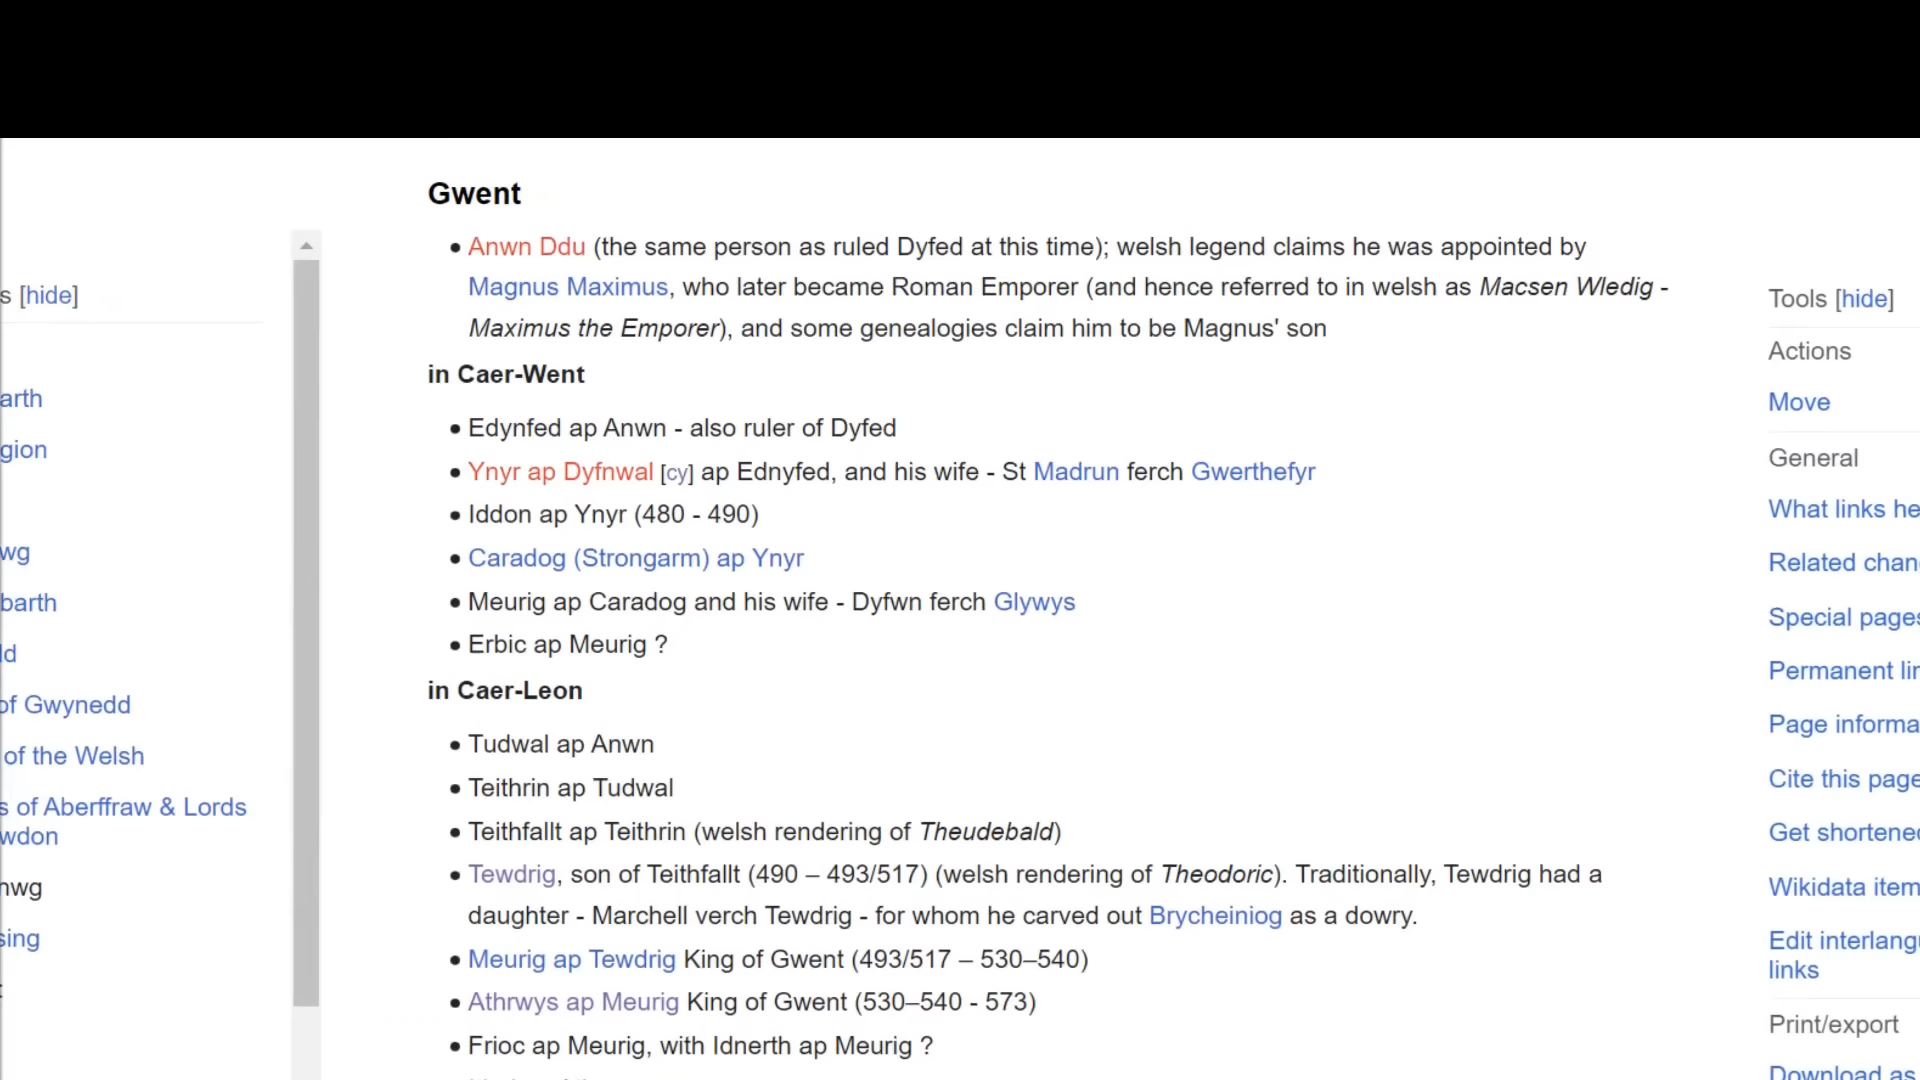 Gwent
• Anwn Ddu (the same person as ruled Dyfed at this time); welsh legend claims he was appointed by
Magnus Maximus, who later became Roman Emporer (and hence referred to in welsh as Macsen Wledig -
Maximus the Emporer), and some genealogies claim him to be Magnus' son
in Caer-Went
• Edynfed ap Anwn - also ruler of Dyfed
• Ynyr ap Dyfnwal [cy] ap Ednyfed, and his wife - St Madrun ferch Gwerthefyr
• Iddon ap Ynyr (480 - 490)
• Caradog (Strongarm) ap Ynyr
• Meurig ap Caradog and his wife - Dyfwn ferch Glywys
• Erbic ap Meurig ?
in Caer-Leon
• Tudwal ap Anwn
• Teithrin ap Tudwal
• Teithfallt ap Teithrin (welsh rendering of Theudebald)
• Tewdrig, son of Teithfallt (490 – 493/517) (welsh rendering of Theodoric). Traditionally, Tewdrig had a
daughter - Marchell verch Tewdrig - for whom he carved out Brycheiniog as a dowry.
• Meurig ap Tewdrig King of Gwent (493/517 – 530–540)
• Athrwys ap Meurig King of Gwent (530–540 - 573)
• Frioc ap Meurig, with Idnerth ap Meurig ?
s [hide]
arth
gion
wg
barth
ld
of Gwynedd
of the Welsh
s of Aberffraw & Lords
wdon
nwg
sing
Tools [hide]
Actions
Move
General
What links he
Related chan
Special pages
Permanent lin
Page informa
Cite this page
Get shortened
Wikidata item
Edit interlangu
links
Print/export
Download as